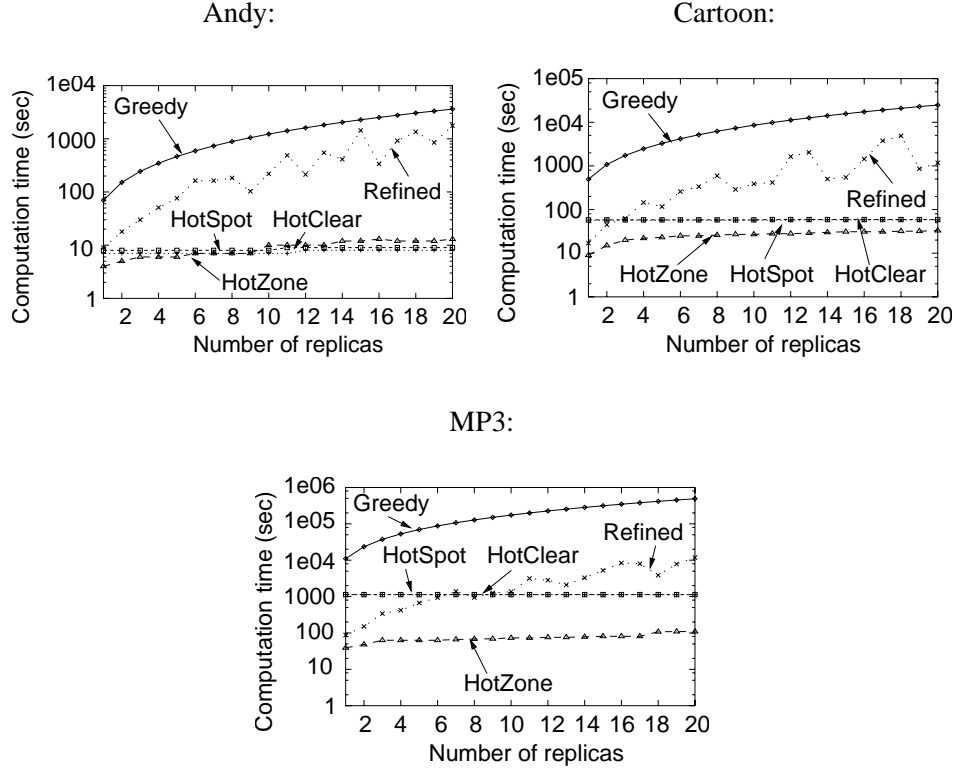 Andy:
Computation time (sec)
1e04
1000
100
10
1
Greedy
Refined
HotSpot
HotClear
HotZone
2 4 6 8 10 12 14 16 18 20
Number of replicas
Cartoon:
Computation time (sec)
1e05
1e04
1000
100
10
1
Greedy
Refined
HotZone
HotSpot
HotClear
2 4 6 8 10 12 14 16 18 20
Number of replicas
MP3:
Computation time (sec)
1e06
1e05
1e04
1000
100
10
1
Greedy
HotSpot
HotClear
Refined
HotZone
2 4 6 8 10 12 14 16 18 20
Number of replicas